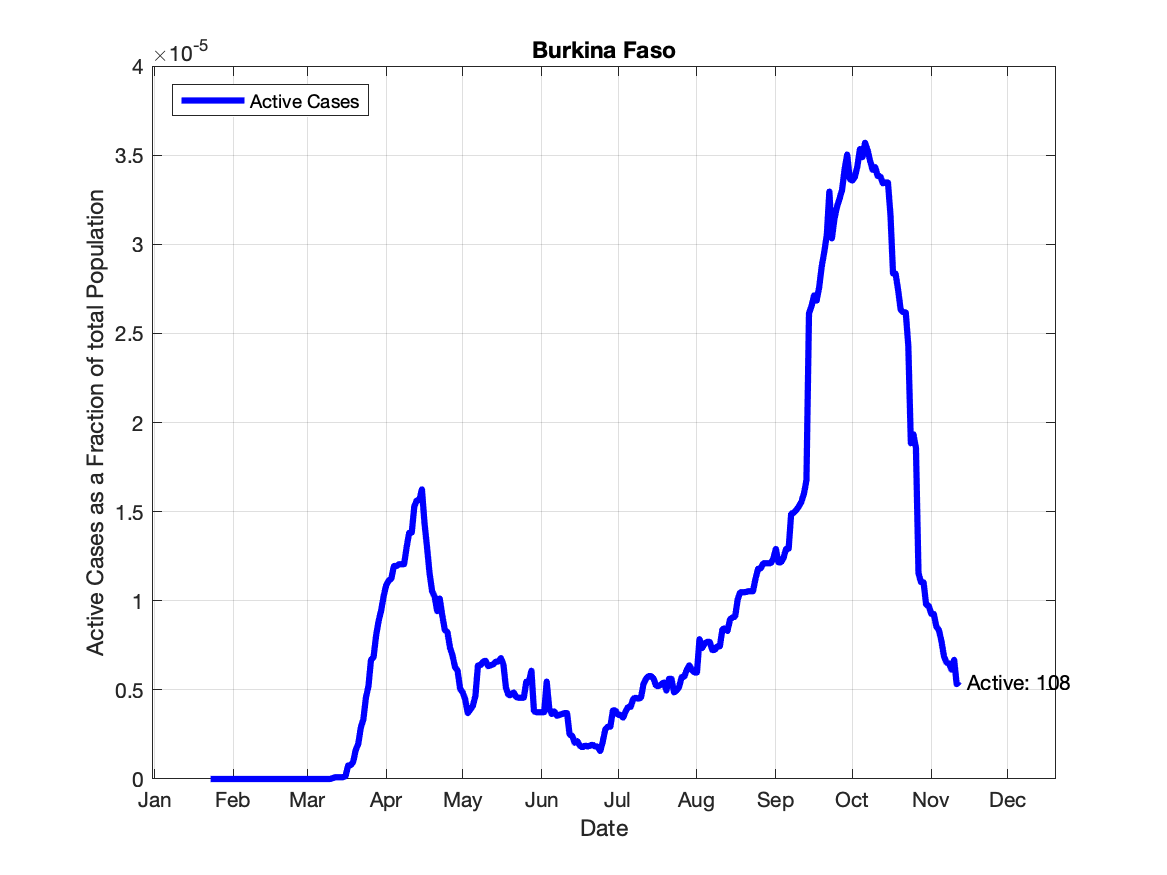 Burkina Faso
×10-5
Active Cases
4
3.5
3
2.5
2
1.5
1
0.5
0
Active Cases as a Fraction of total Population
Active: 108
Jan Feb Mar Apr May Jun Jul Aug Sep Oct Nov Dec
Date